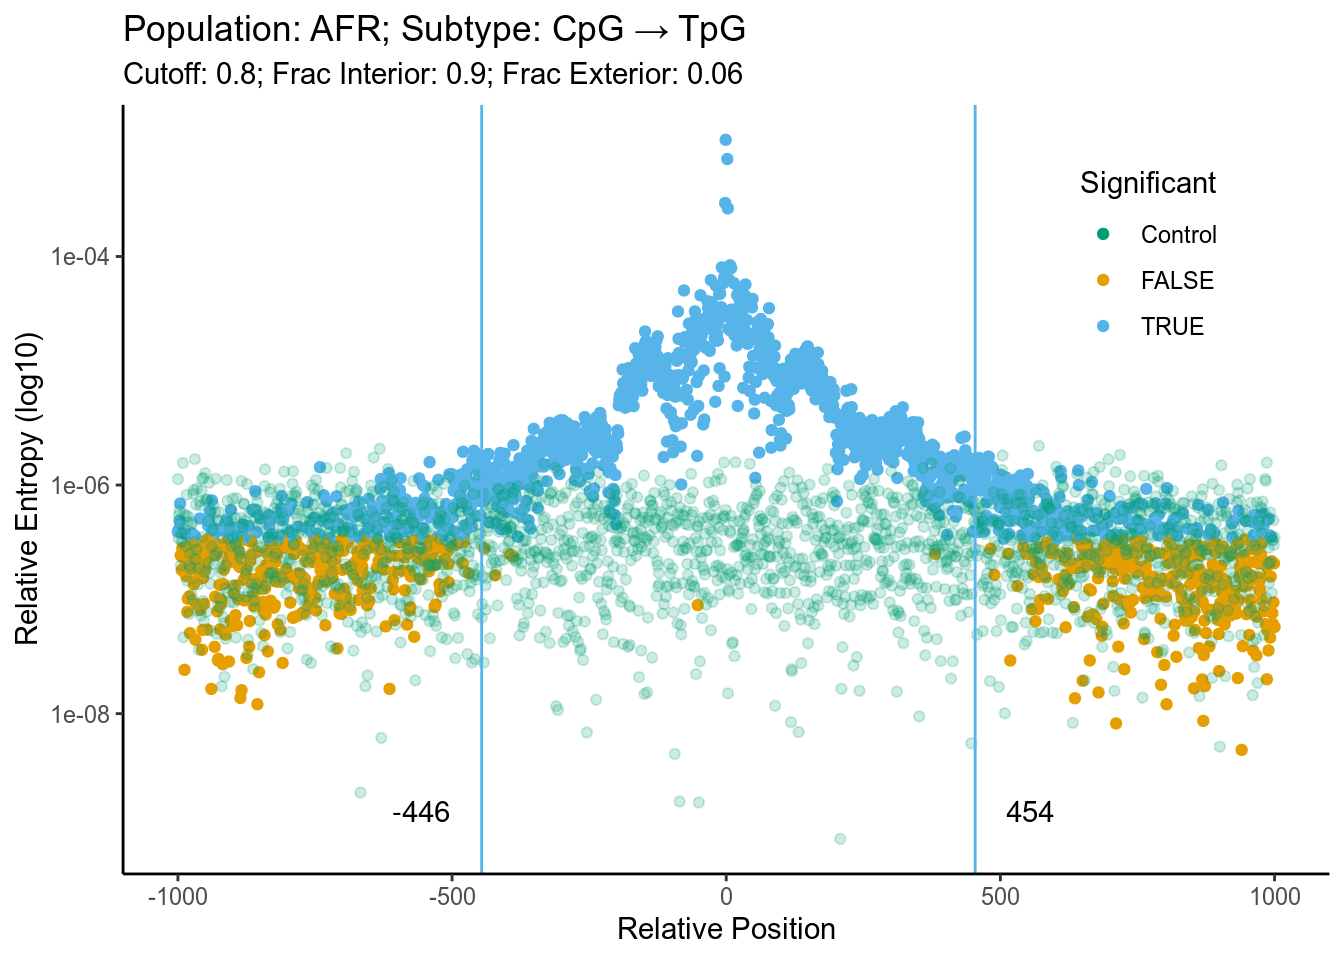 Population: AFR; Subtype: CpG → TpG
Cutoff: 0.8; Frac Interior: 0.9; Frac Exterior: 0.06
Significant
Control
FALSE
TRUE
Relative Entropy (log10)
1e-04
1e-06
1e-08
-446
454
-1000
-500
0
500
1000
Relative Position